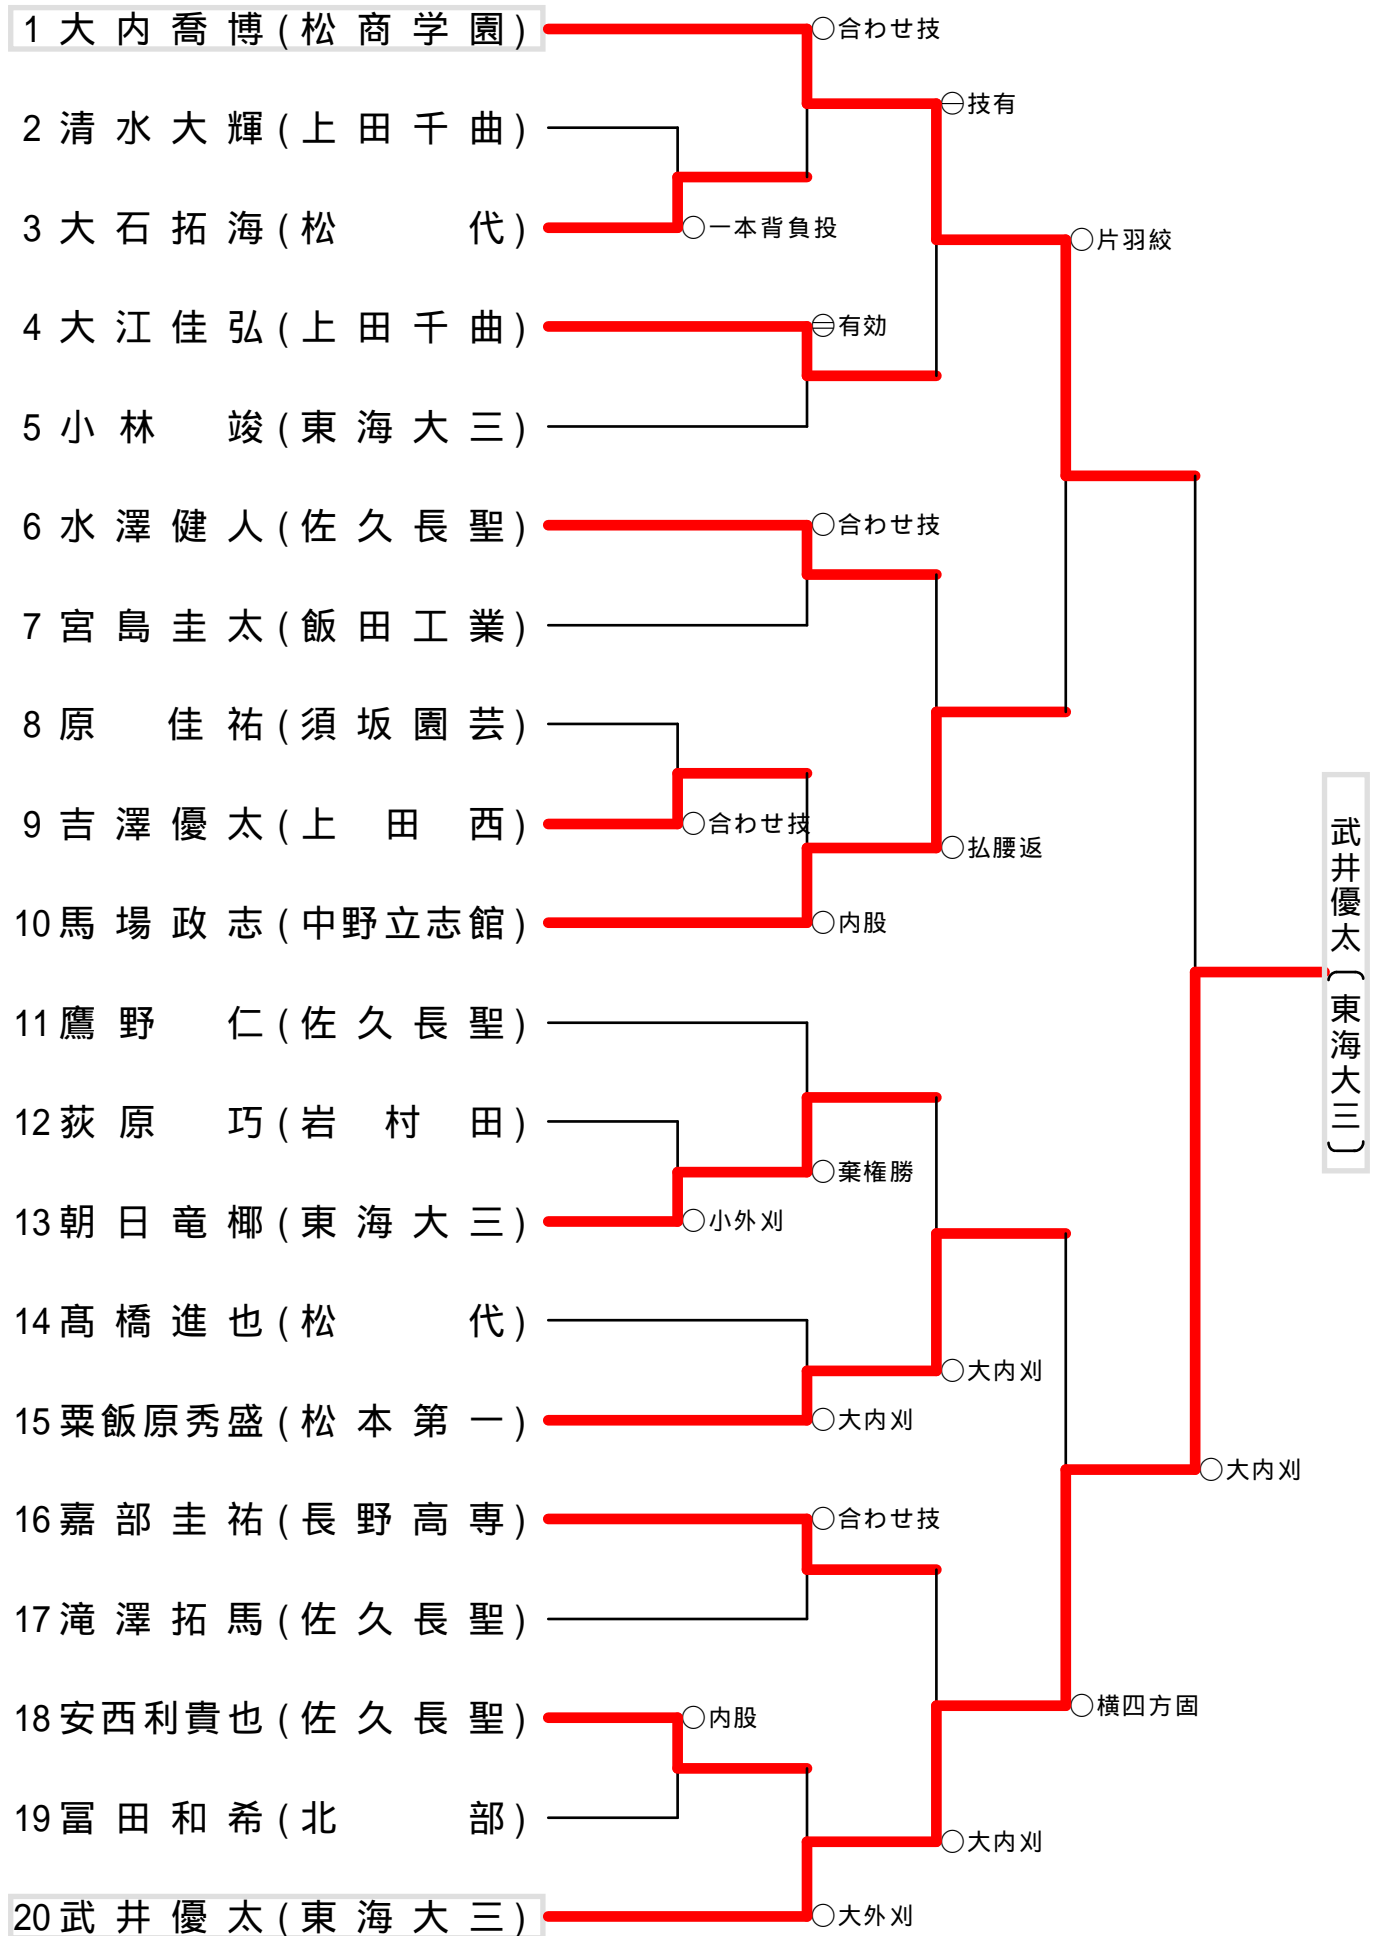 1 大内喬博(松商学園)
○合わせ技
㊀技有
2 清水大輝(上田千曲)
3 大石拓海(松代)
○一本背負投
○片羽絞
4 大江佳弘(上田千曲)
㊁有効
5 小林竣(東海大三)
6 水澤健人(佐久長聖)
○合わせ技
7 宮島圭太(飯田工業)
8 原佳祐(須坂園芸)
9 吉澤優太(上田西)
○合わせ技
○払腰返
10 馬場政志(中野立志館)
○内股
武井優太(東海大三)
11 鷹野仁(佐久長聖)
12 荻原巧(岩村田)
○棄権勝
13 朝日竜椰(東海大三)
○小外刈
14 髙橋進也(松代)
○大内刈
15 粟飯原秀盛(松本第一)
○大内刈
○大内刈
16 嘉部圭祐(長野高専)
○合わせ技
17 滝澤拓馬(佐久長聖)
18 安西利貴也(佐久長聖)
○内股
○横四方固
19 冨田和希(北部)
○大内刈
20 武井優太(東海大三)
○大外刈